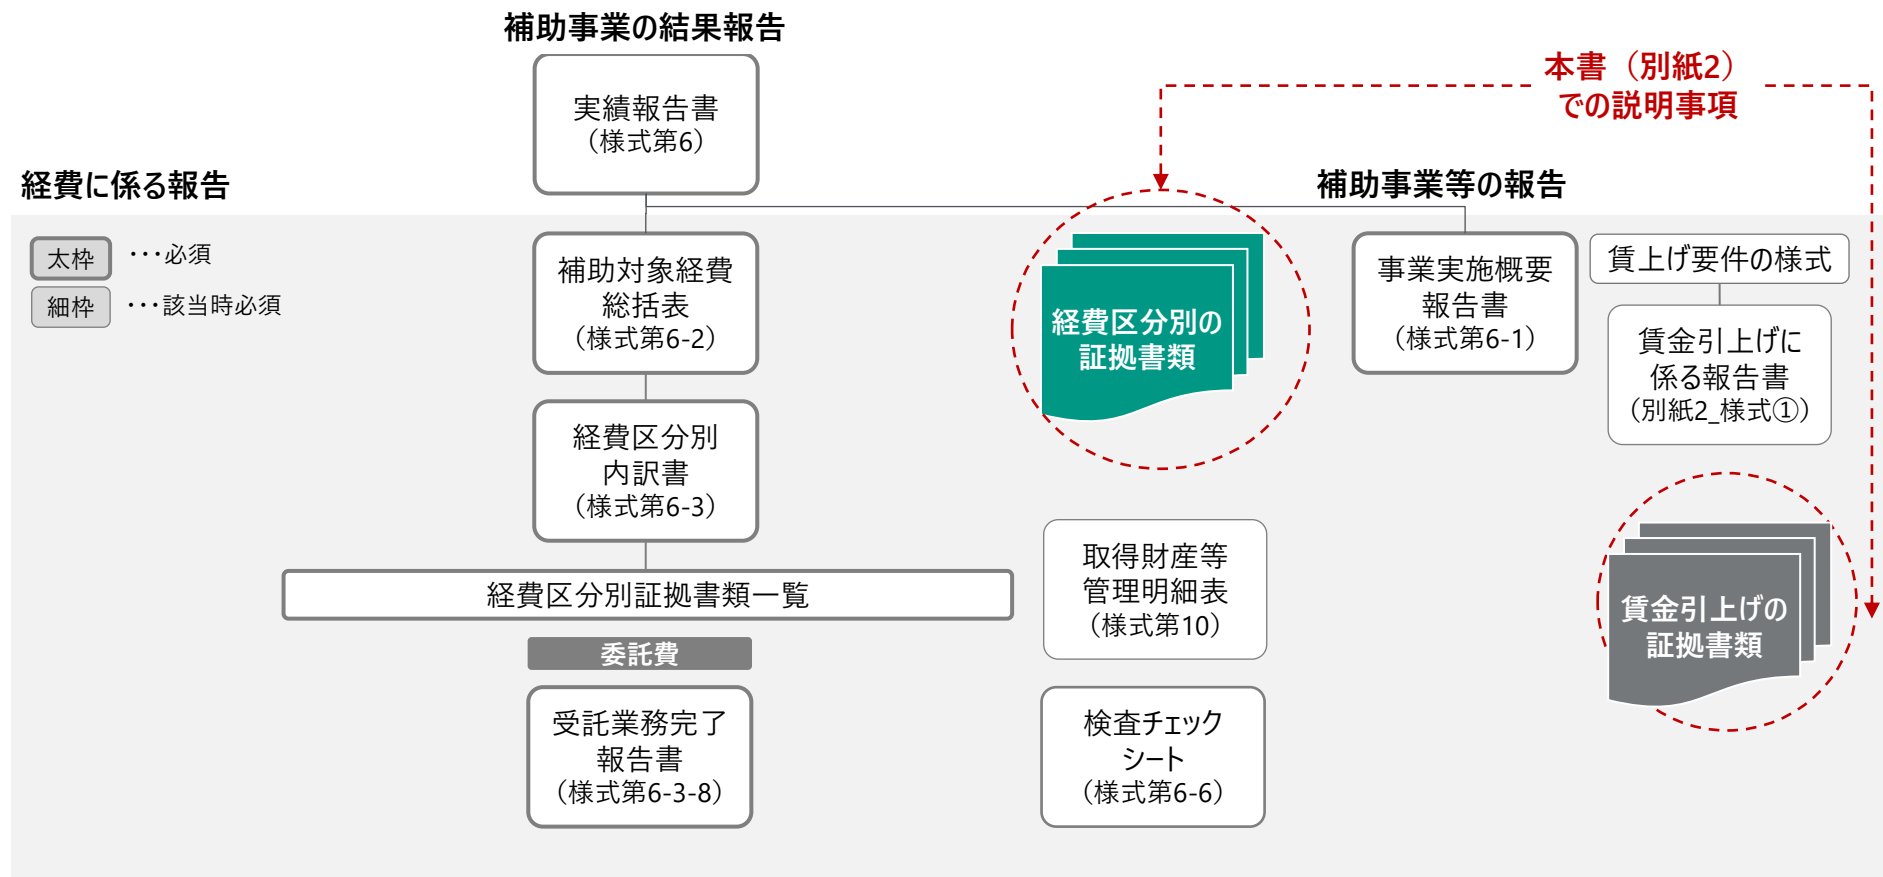 補助事業の結果報告
実績報告書
（様式第6）
本書（別紙2）
での説明事項
経費に係る報告
補助事業等の報告
太枠
･･･必須
細枠
･･･該当時必須
補助対象経費
総括表
（様式第6-2）
経費区分別の
証拠書類
事業実施概要
報告書
（様式第6-1）
賃上げ要件の様式
賃金引上げに
係る報告書
（別紙2_様式①）
経費区分別
内訳書
（様式第6-3）
経費区分別証拠書類一覧
取得財産等
管理明細表
（様式第10）
賃金引上げの
証拠書類
委託費
受託業務完了
報告書
（様式第6-3-8）
検査チェック
シート
（様式第6-6）